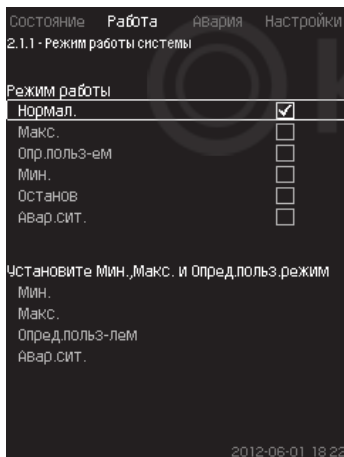 Состояние Работа Авария Настройки
2.1.1 - Режим работы системы
Режим работы
Нормал.
Макс.
Опр.польз-ем
Мин.
Останов
Авар.сит.
Установите Мин.,Макс. и Опред.польз.режим
Мин.
Макс.
Опред.польз-лем
Авар.сит.
2012-06-01 18:22